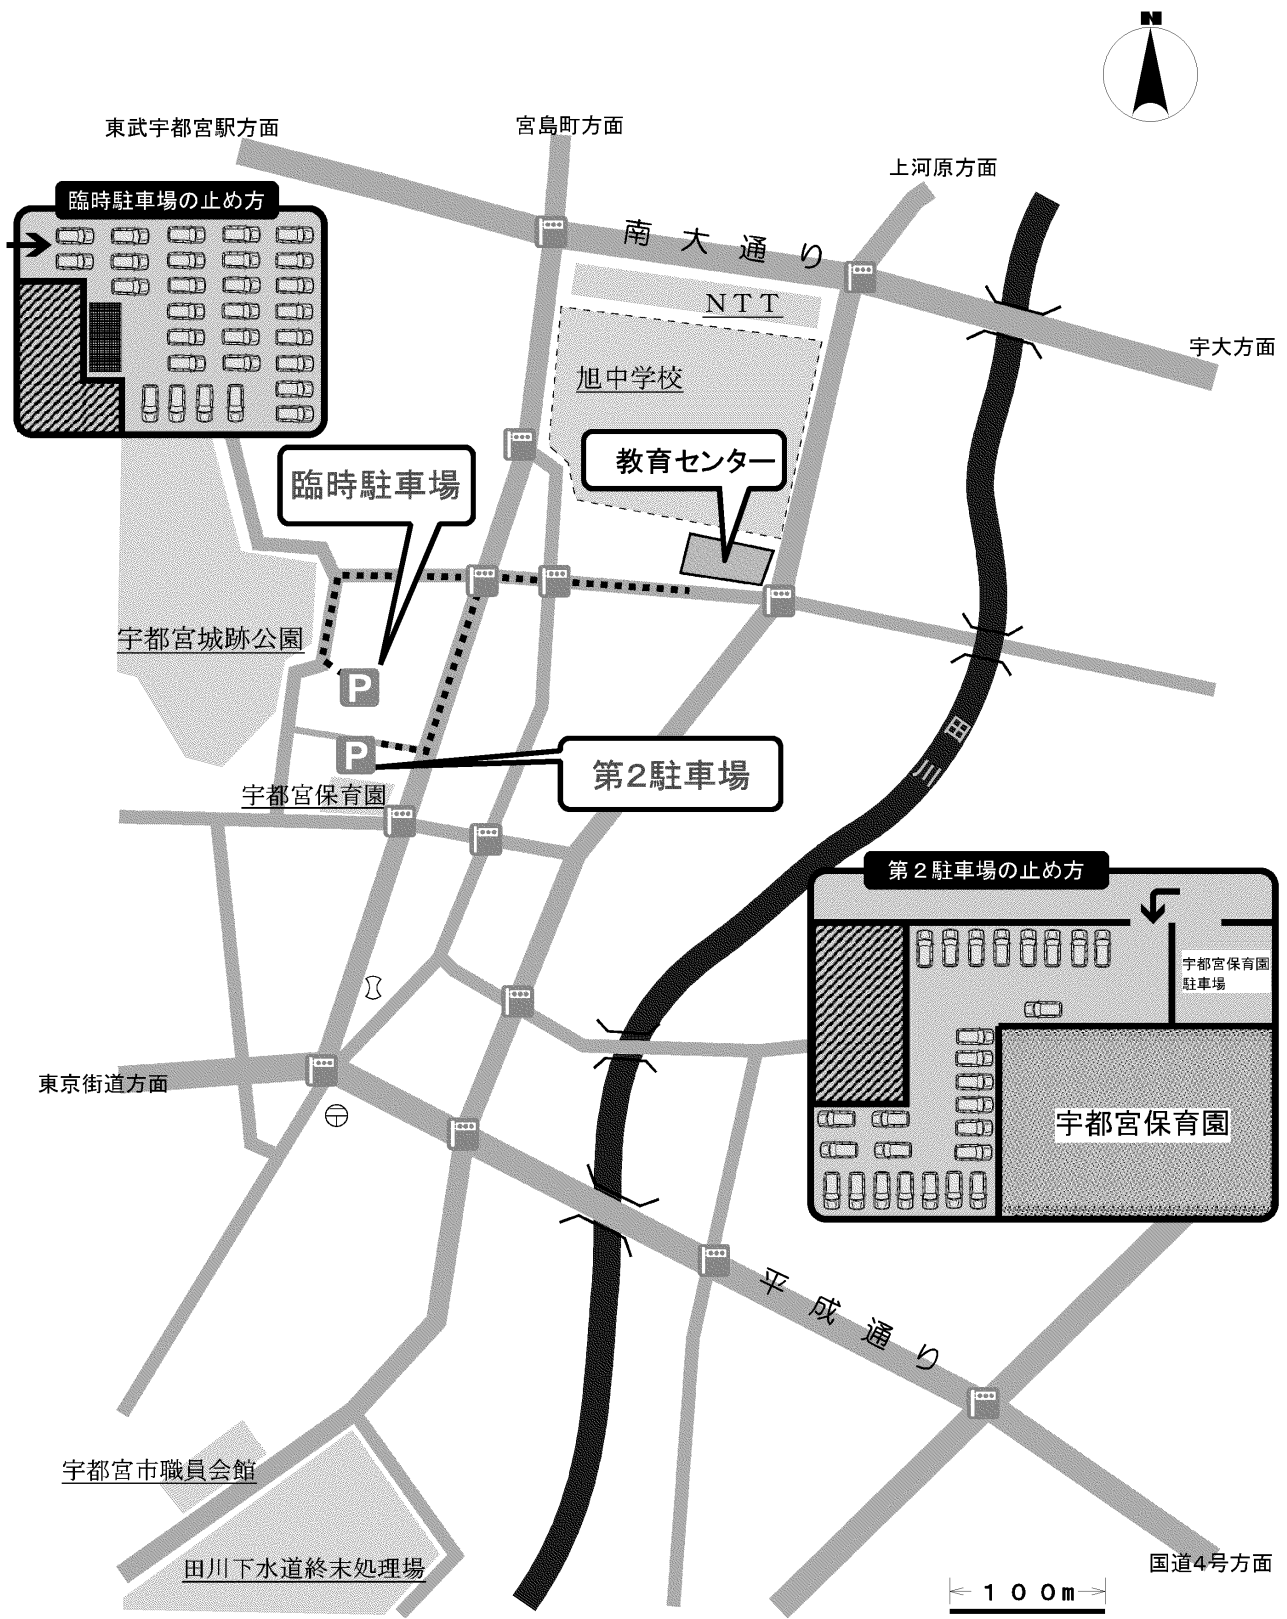 N
東武宇都宮駅方面
宮島町方面
上河原方面
臨時駐車場の止め方
南大通り
NTT
宇大方面
旭中学校
教育センター
臨時駐車場
P
宇都宮城跡公園
P
第2駐車場
田川
宇都宮保育園
第2駐車場の止め方
宇都宮保育園
駐車場
宇都宮保育園
東京街道方面
平成通り
宇都宮市職員会館
田川下水道終末処理場
国道4号方面
100m